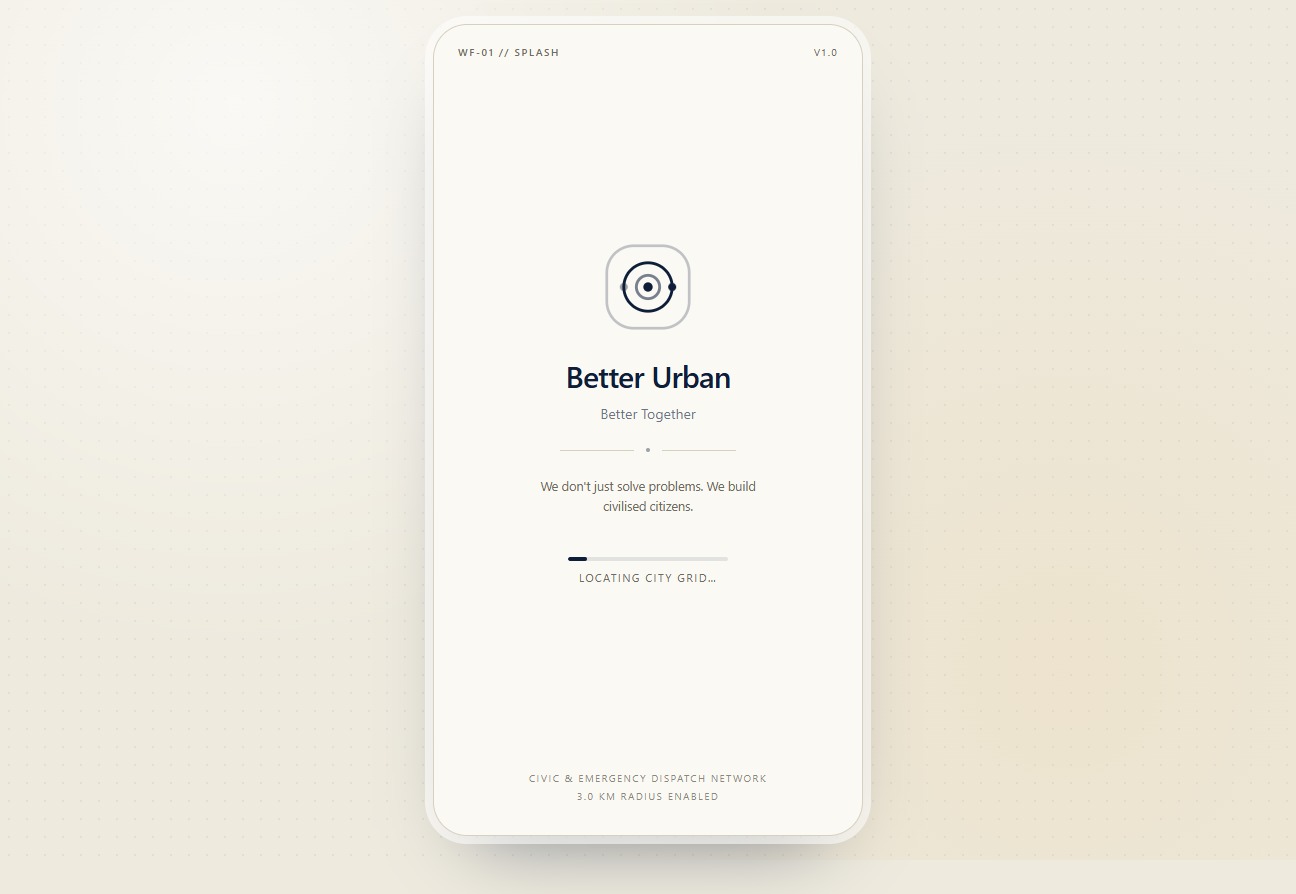 WF-01 // SPLASH
V1.0
Better Urban
Better Together
We don't just solve problems. We build
civilised citizens.
LOCATING CITY GRID…
CIVIC & EMERGENCY DISPATCH NETWORK
3.0 KM RADIUS ENABLED